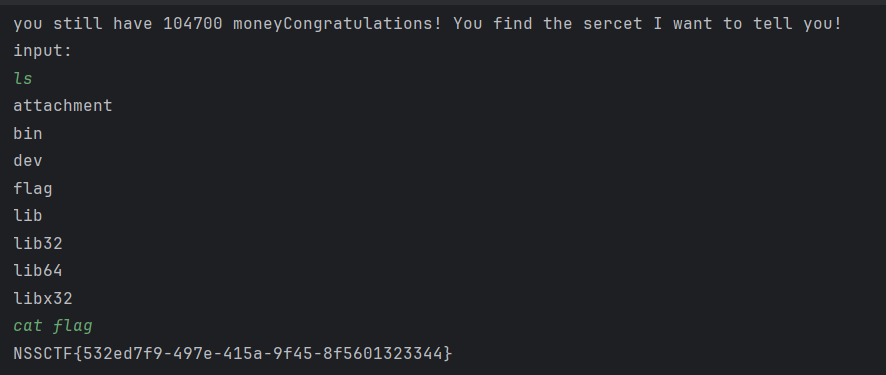 you still have 104700 moneyCongratulations! You find the sercet I want to tell you!
input:
ls
attachment
bin
dev
flag
lib
lib32
lib64
libx32
cat flag
NSSCTF{532ed7f9-497e-415a-9f45-8f5601323344}